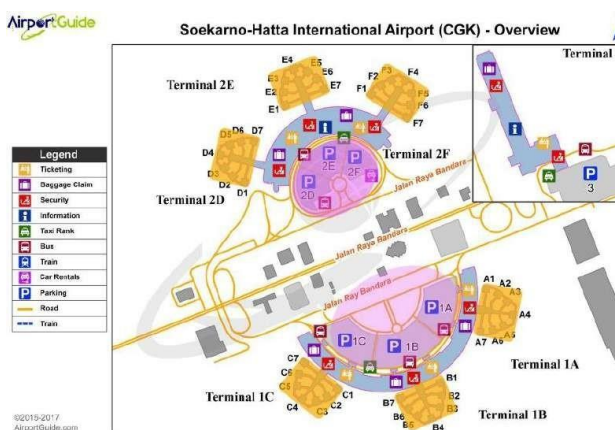 AirportGuide
Soekarno-Hatta International Airport (CGK) - Overview
Terminal 2E
E4
E5
E3
E6
E2
E7
E1
F3
F4
F2
F1
F5
F6
F7
Terminal
3
D6
D7
D5
D4
D3
D2
D1
2E
2F
2D
Terminal 2F
Terminal 2D
Jalan Raya Bandara
Jalan Raya Bandara
Jalan Ray Bandara
Legend
Ticketing
Baggage Claim
Security
Information
Taxi Rank
Bus
Train
Car Rentals
Parking
Road
Train
1A
1B
1C
A1
A2
A3
A4
A5
A6
A7
Terminal 1A
C7
C6
C5
C4
C3
C2
C1
Terminal 1C
B1
B2
B3
B4
B5
B6
B7
Terminal 1B
©2015-2017
AirportGuide.com